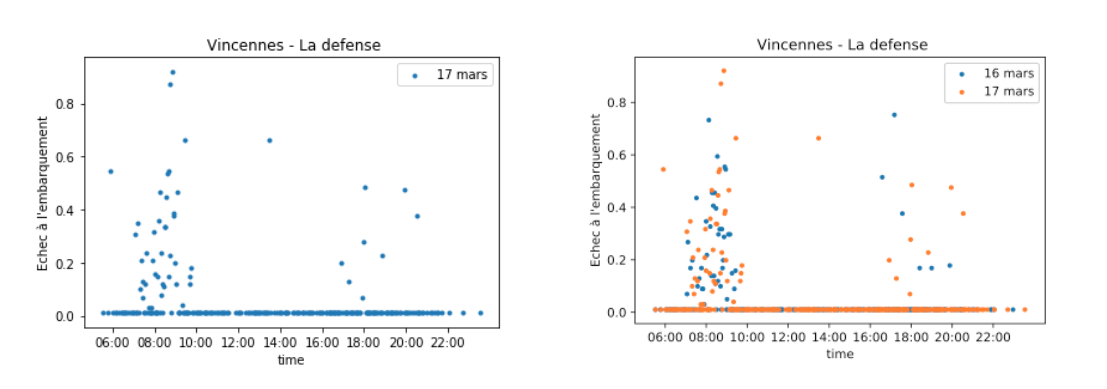 Vincennes - La defense
17 mars
Echec à l'embarquement
0.8
0.6
0.4
0.2
0.0
06:00 08:00 10:00 12:00 14:00 16:00 18:00 20:00 22:00
time
Vincennes - La defense
16 mars
17 mars
Echec à l'embarquement
0.8
0.6
0.4
0.2
0.0
06:00 08:00 10:00 12:00 14:00 16:00 18:00 20:00 22:00
time